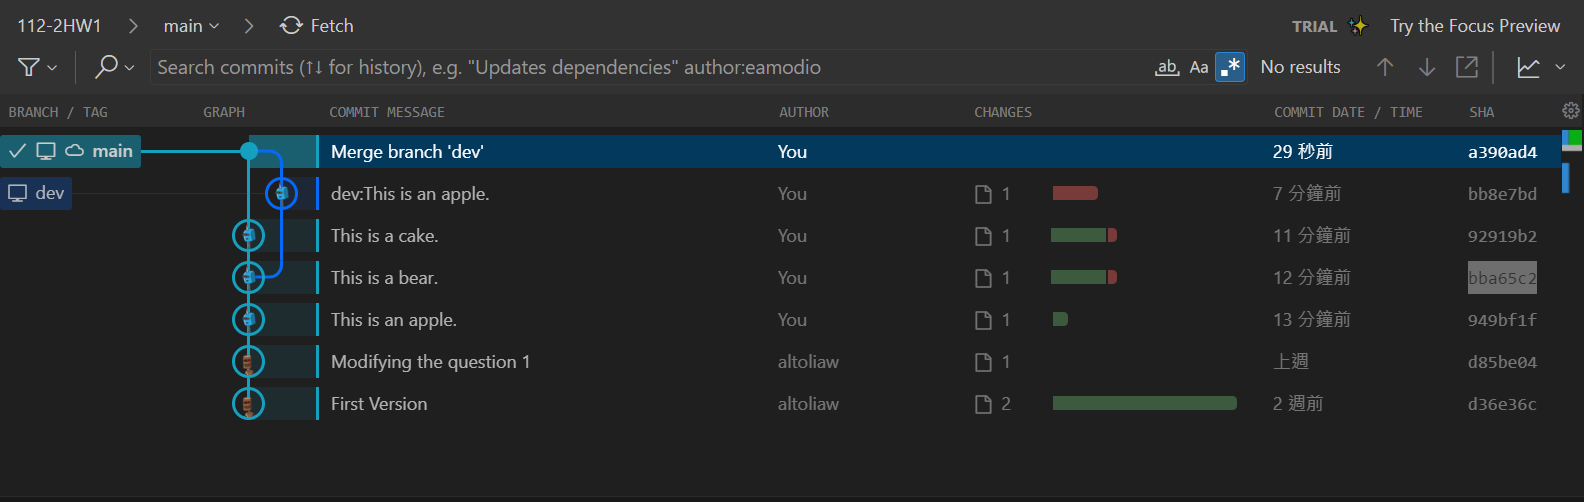 112-2HW1 main Fetch TRIAL Try the Focus Preview
Search commits (↑↓ for history), e.g. "Updates dependencies" author:eamodio ab Aa .* No results
BRANCH / TAG GRAPH COMMIT MESSAGE AUTHOR CHANGES COMMIT DATE / TIME SHA
main Merge branch 'dev' You 29 秒前 a390ad4
dev dev:This is an apple. You 1 7 分鐘前 bb8e7bd
This is a cake. You 1 11 分鐘前 92919b2
This is a bear. You 1 12 分鐘前 bba65c2
This is an apple. You 1 13 分鐘前 949bf1f
Modifying the question 1 altoliaw 1 上週 d85be04
First Version altoliaw 2 2 週前 d36e36c